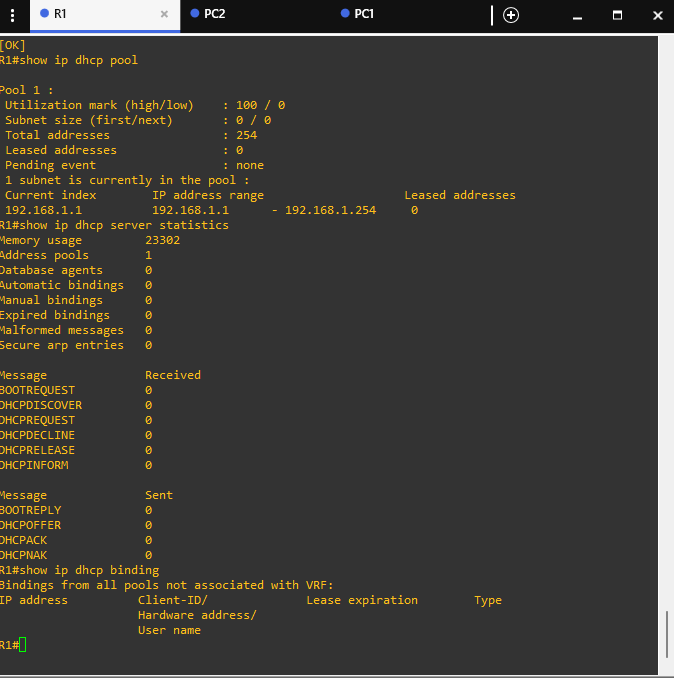 R1
PC2
PC1
[OK]
R1#show ip dhcp pool
Pool 1 :
Utilization mark (high/low) : 100 / 0
Subnet size (first/next) : 0 / 0
Total addresses : 254
Leased addresses : 0
Pending event : none
1 subnet is currently in the pool :
Current index IP address range Leased addresses
192.168.1.1 192.168.1.1 - 192.168.1.254 0
R1#show ip dhcp server statistics
Memory usage 23302
Address pools 1
Database agents 0
Automatic bindings 0
Manual bindings 0
Expired bindings 0
Malformed messages 0
Secure arp entries 0
Message Received
BOOTREQUEST 0
DHCPDISCOVER 0
DHCPREQUEST 0
DHCPDECLINE 0
DHCPRELEASE 0
DHCPINFORM 0
Message Sent
BOOTREPLY 0
DHCPOFFER 0
DHCPACK 0
DHCPNAK 0
R1#show ip dhcp binding
Bindings from all pools not associated with VRF:
IP address Client-ID/ Lease expiration Type
Hardware address/
User name
R1#